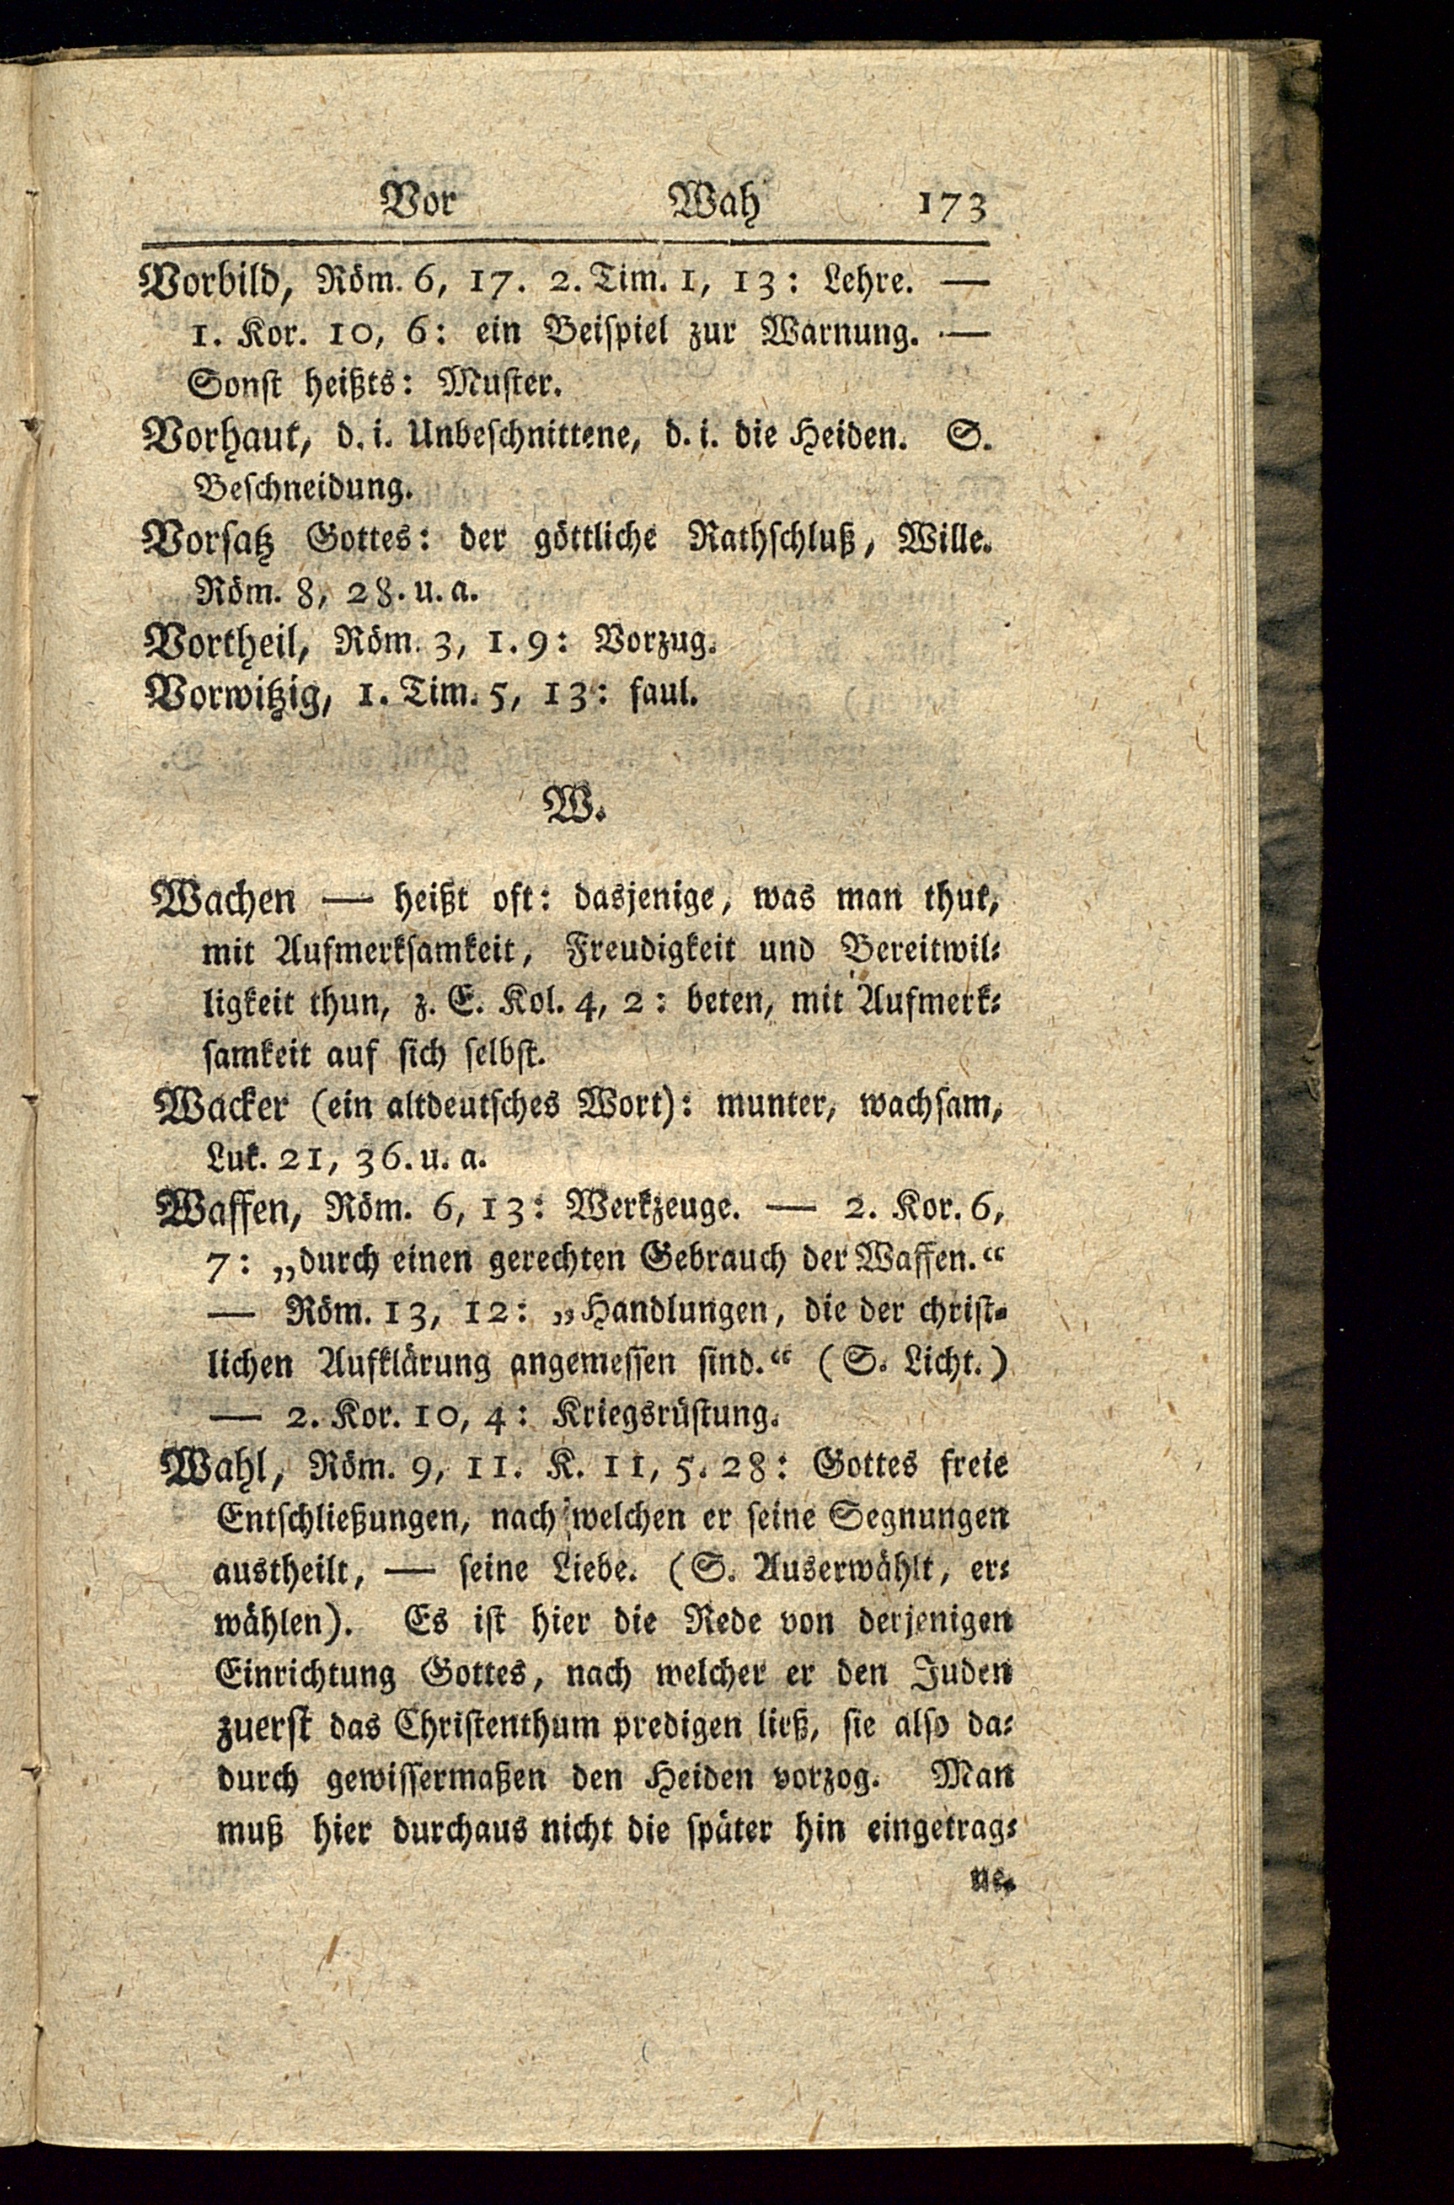 Vor Wah 173
Vorbild, Röm. 6, 17. 2. Tim. 1, 13: Lehre. —
1. Kor. 10, 6: ein Beispiel zur Warnung. —
Sonst heißts: Muster.
Vorhaut, d. i. Unbeschnittene, d. i. die Heiden. S.
Beschneidung.
Vorsatz Gottes: der göttliche Rathschluß, Wille.
Röm. 8, 28. u. a.
Vortheil, Röm. 3, 1. 9: Vorzug.
Vorwitzig, 1. Tim. 5, 13: faul.
W.
Wachen — heißt oft: dasjenige, was man thut,
mit Aufmerksamkeit, Freudigkeit und Bereitwil-
ligkeit thun, z. E. Kol. 4, 2: beten, mit Aufmerk-
samkeit auf sich selbst.
Wacker (ein altdeutsches Wort): munter, wachsam,
Luk. 21, 36. u. a.
Waffen, Röm. 6, 13: Werkzeuge. — 2. Kor. 6,
7: „durch einen gerechten Gebrauch der Waffen.“
— Röm. 13, 12: „Handlungen, die der christ-
lichen Aufklärung angemessen sind.“ (S. Licht.)
— 2. Kor. 10, 4: Kriegsrüstung.
Wahl, Röm. 9, 11. K. 11, 5. 28: Gottes freie
Entschließungen, nach welchen er seine Segnungen
austheilt, — seine Liebe. (S. Auserwählt, er-
wählen). Es ist hier die Rede von derjenigen
Einrichtung Gottes, nach welcher er den Juden
zuerst das Christenthum predigen ließ, sie also da-
durch gewissermaßen den Heiden vorzog. Man
muß hier durchaus nicht die später hin eingetrag-
ne.